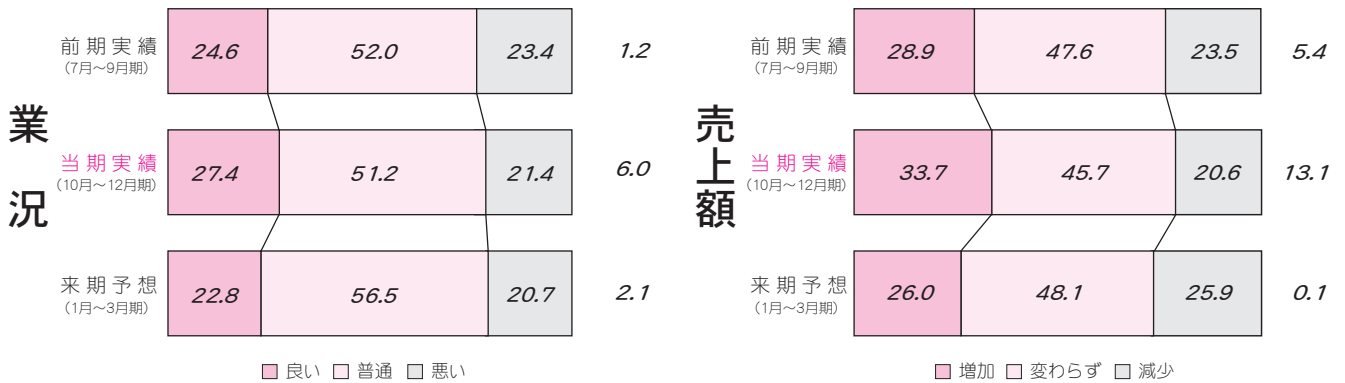 業況
前期実績 24.6 52.0 23.4 1.2
(7月〜9月期)
当期実績 27.4 51.2 21.4 6.0
(10月〜12月期)
来期予想 22.8 56.5 20.7 2.1
(1月〜3月期)
良い 普通 悪い
売上額
前期実績 28.9 47.6 23.5 5.4
(7月〜9月期)
当期実績 33.7 45.7 20.6 13.1
(10月〜12月期)
来期予想 26.0 48.1 25.9 0.1
(1月〜3月期)
増加 変わらず 減少